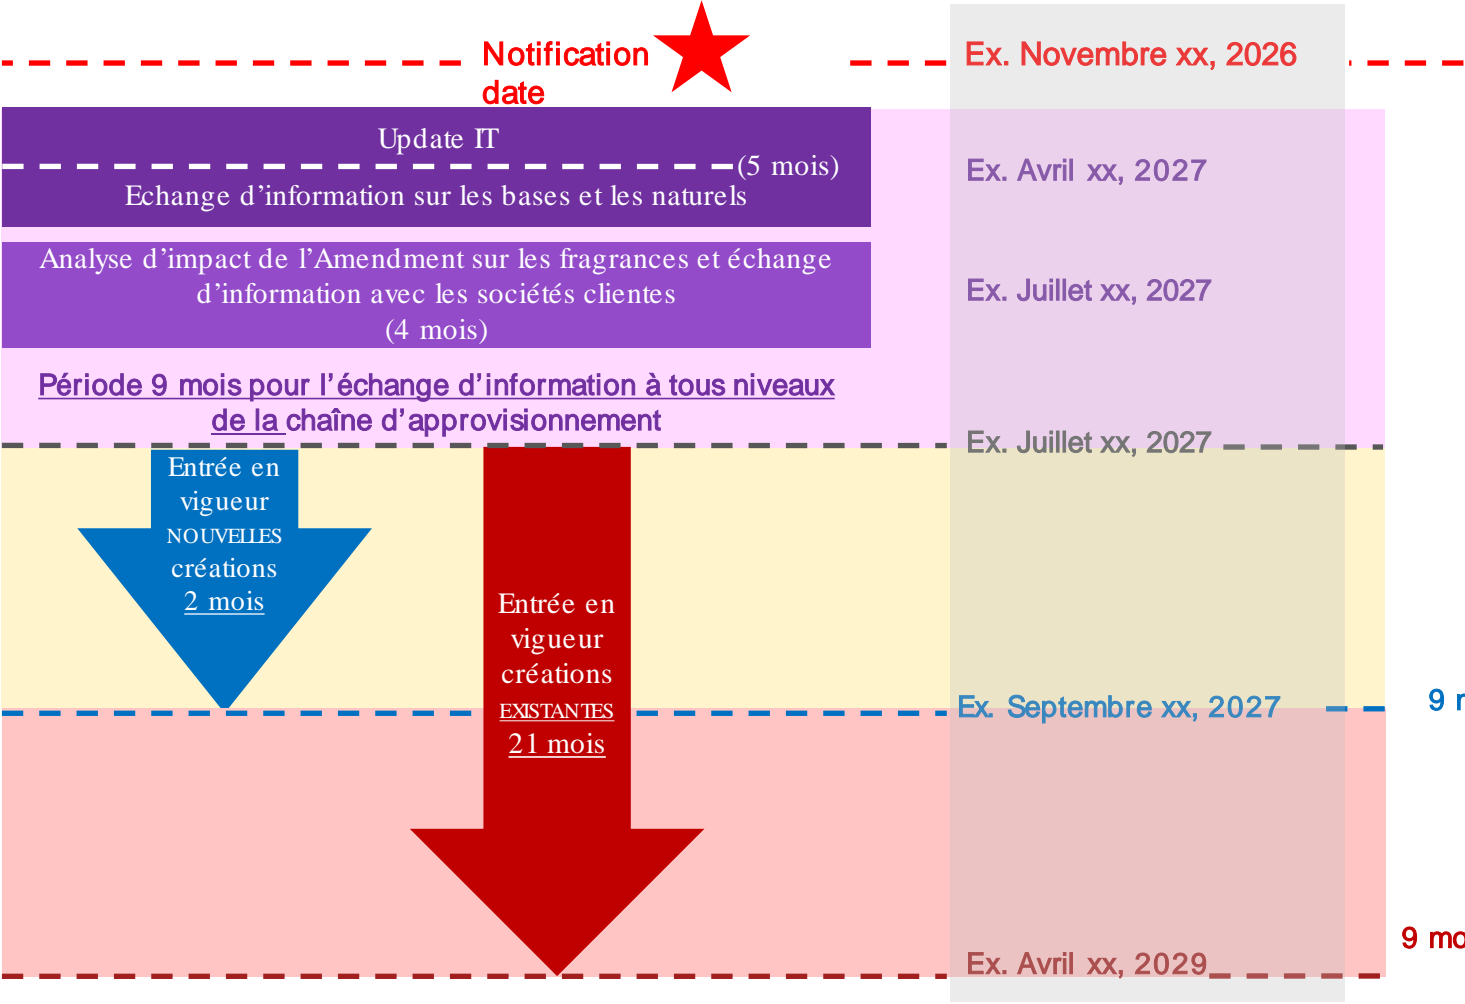 Notification
date
Ex. Novembre xx, 2026
Update IT
(5 mois)
Echange d’information sur les bases et les naturels
Ex. Avril xx, 2027
Analyse d’impact de l’Amendment sur les fragrances et échange
d’information avec les sociétés clientes
(4 mois)
Ex. Juillet xx, 2027
Période 9 mois pour l’échange d’information à tous niveaux
de la chaîne d’approvisionnement
Ex. Juillet xx, 2027
Entrée en
vigueur
NOUVELLES
créations
2 mois
Entrée en
vigueur
créations
EXISTANTES
21 mois
Ex. Septembre xx, 2027
9
Ex. Avril xx, 2029
9